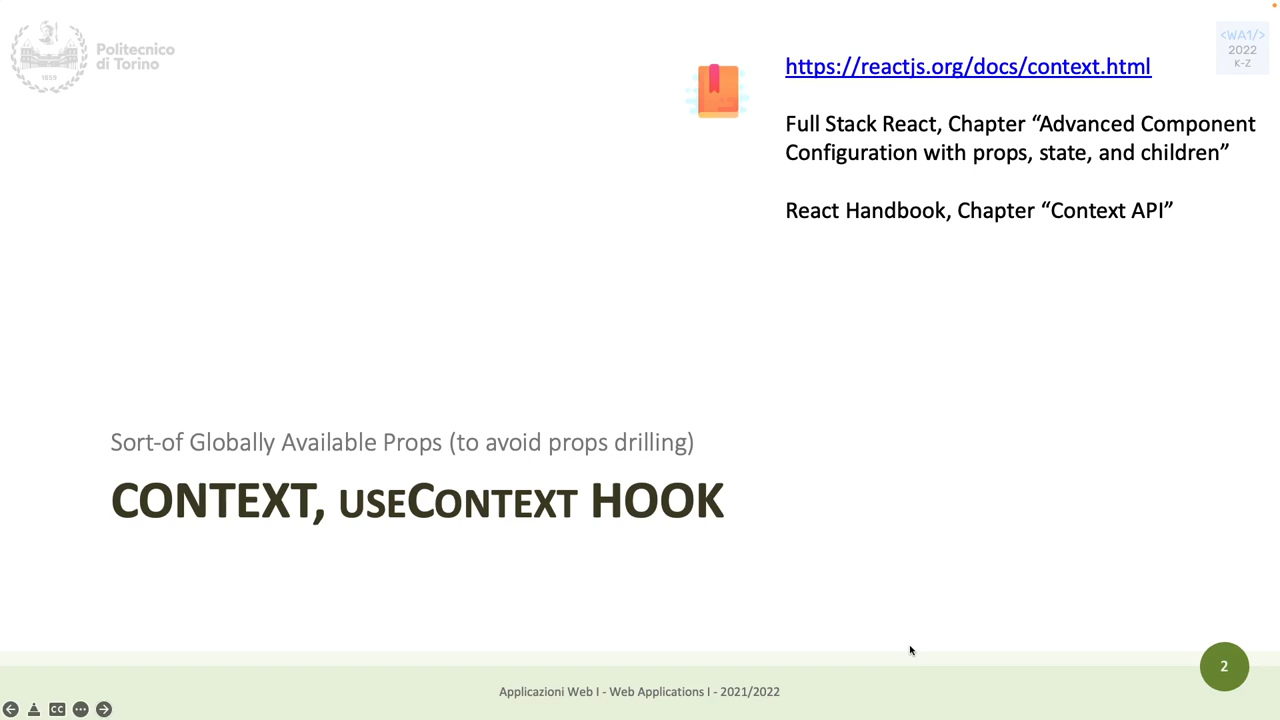 Politecnico
di Torino
1859
<WA1/>
2022
K-Z
https://reactjs.org/docs/context.html
Full Stack React, Chapter “Advanced Component
Configuration with props, state, and children”
React Handbook, Chapter “Context API”
Sort-of Globally Available Props (to avoid props drilling)
CONTEXT, USECONTEXT HOOK
2
Applicazioni Web I - Web Applications I - 2021/2022
CC